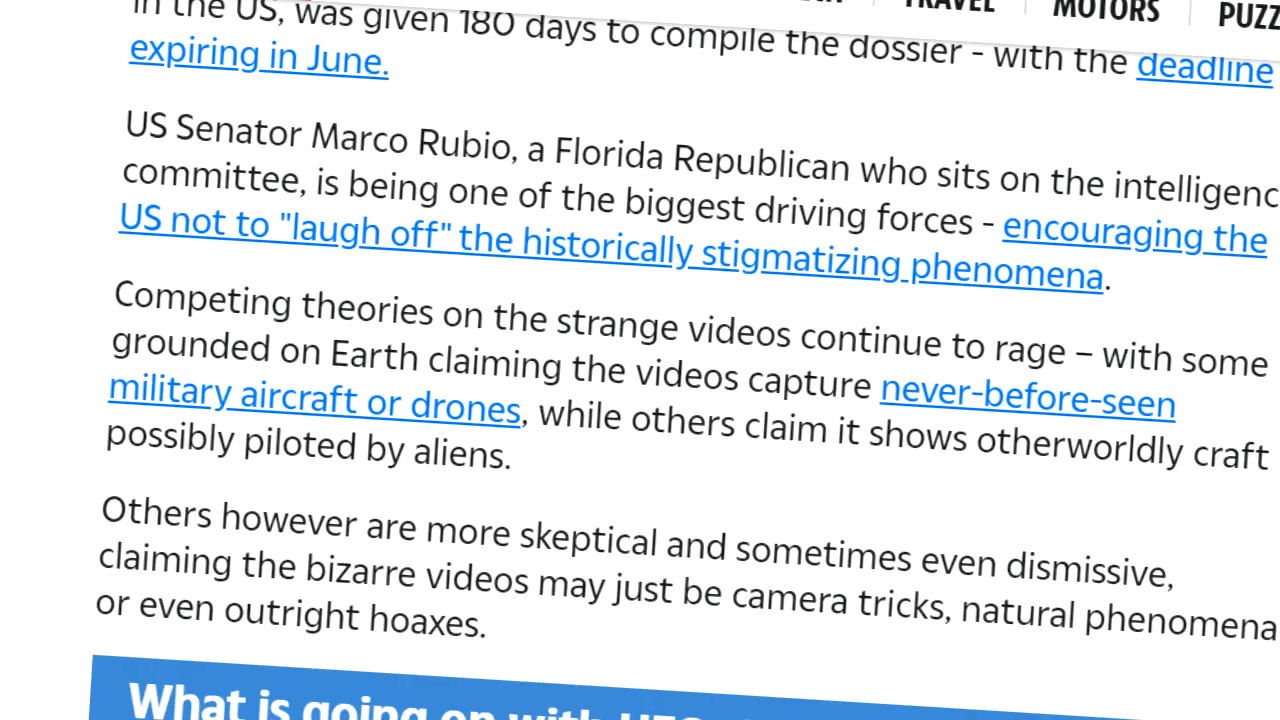 TRAVEL MOTORS
in the US, was given 180 days to compile the dossier - with the deadline
expiring in June.
US Senator Marco Rubio, a Florida Republican who sits on the
committee, is being one of the biggest driving forces - encouraging the
US not to "laugh off" the historically stigmatizing phenomena.
Competing theories on the strange videos continue to rage – with some
grounded on Earth claiming the videos capture never-before-seen
military aircraft or drones, while others claim it shows otherworldly craft
possibly piloted by aliens.
Others however are more skeptical and sometimes even dismissive,
claiming the bizarre videos may just be camera tricks, natural phenomena
or even outright hoaxes.
What is going on with